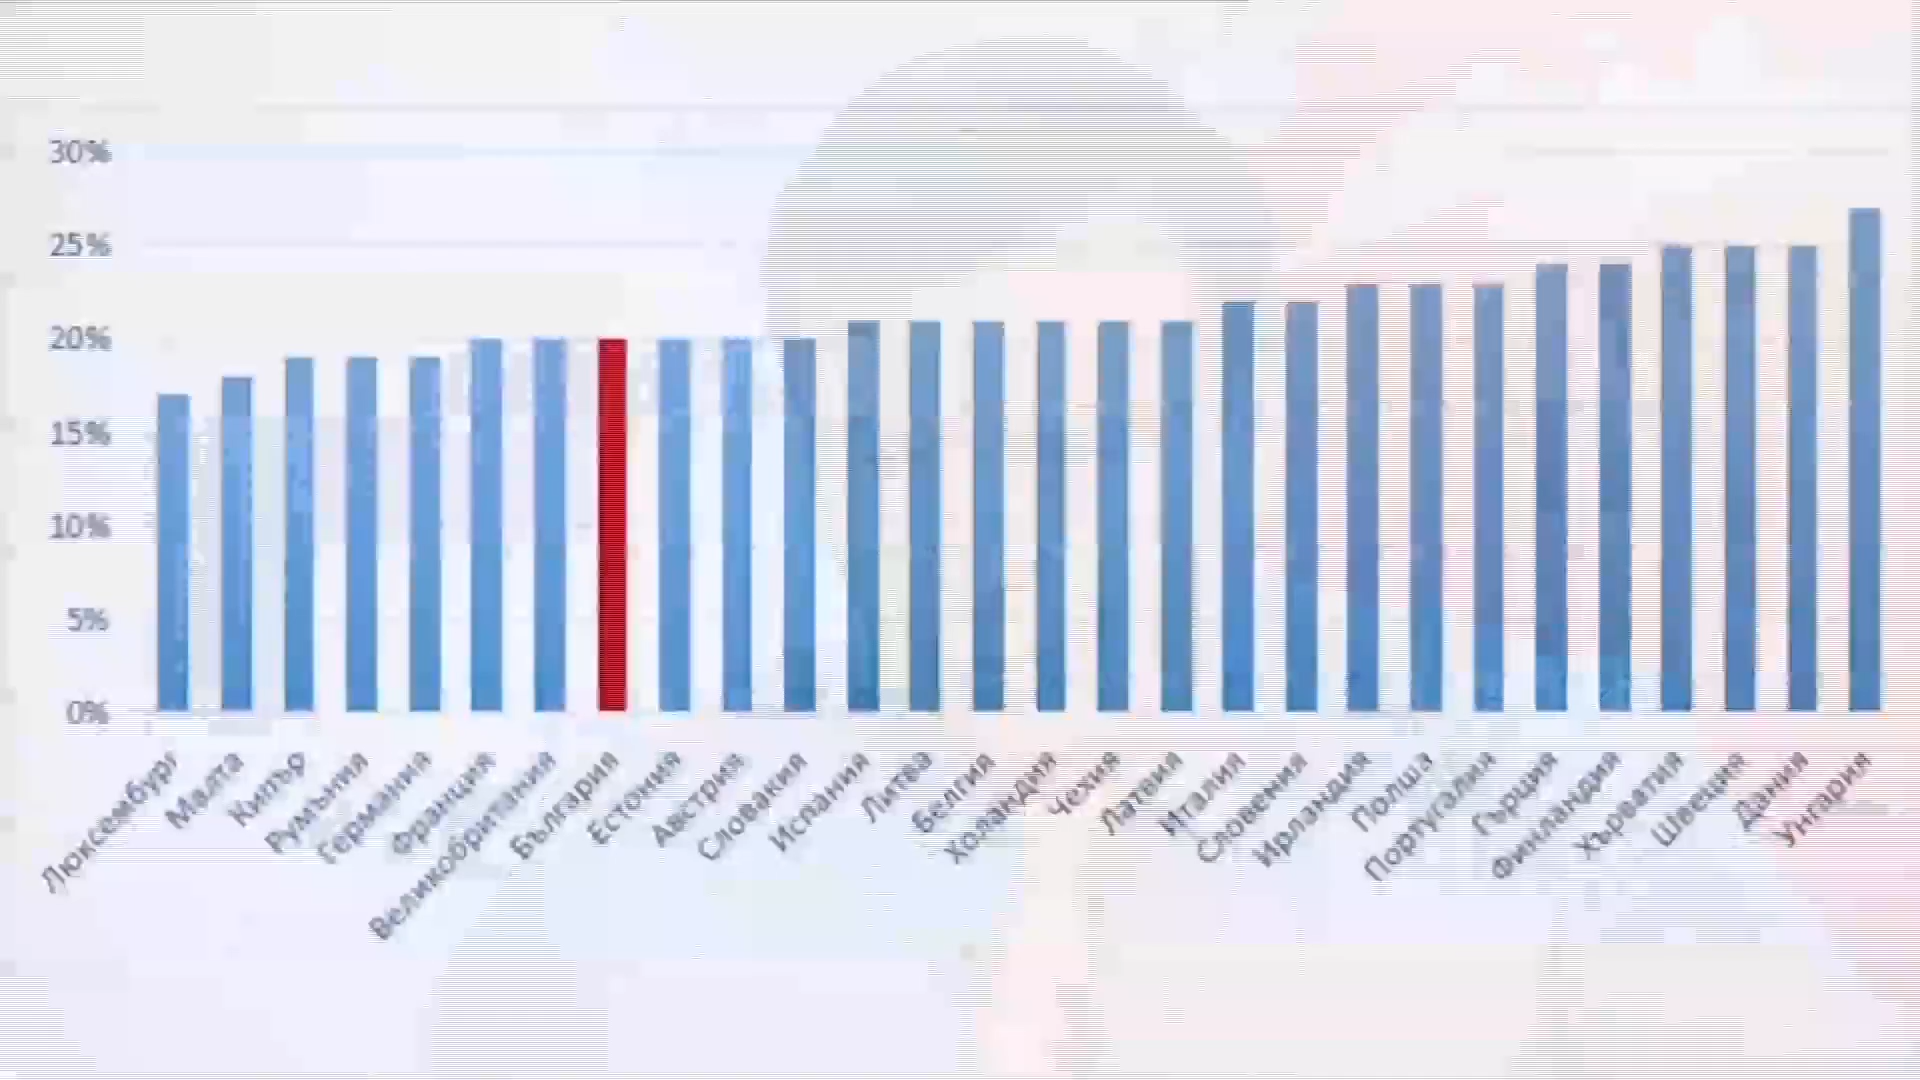 30%
25%
20%
15%
10%
5%
0%
Люксембург
Малта
Кипър
Румъния
Германия
Франция
Великобритания
България
Естония
Австрия
Словакия
Испания
Литва
Белгия
Холандия
Чехия
Латвия
Италия
Словения
Ирландия
Полша
Португалия
Гърция
Финландия
Хърватия
Швеция
Дания
Унгария